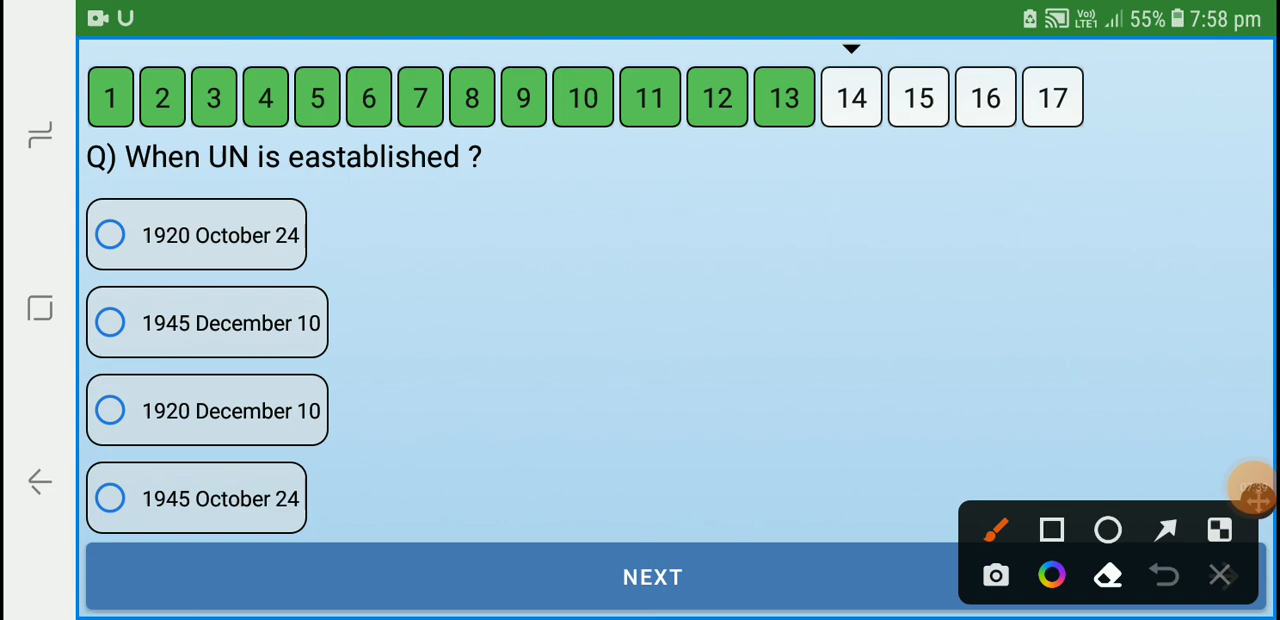 U Vo)) LTE1 55% 7:58 pm
1 2 3 4 5 6 7 8 9 10 11 12 13 14 15 16 17
Q) When UN is eastablished ?
1920 October 24
1945 December 10
1920 December 10
1945 October 24
NEXT